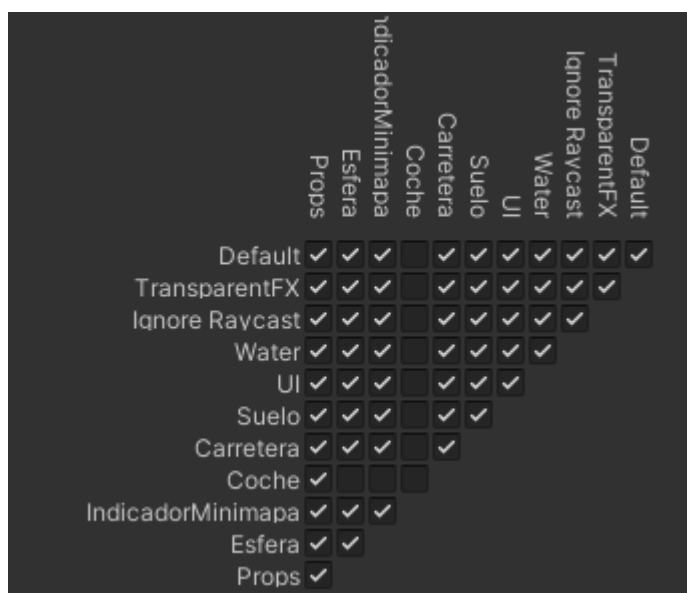 Props
Esfera
ndicadorMinimapa
Coche
Carretera
Suelo
UI
Water
Ignore Raycast
TransparentFX
Default
Default
TransparentFX
Ignore Raycast
Water
UI
Suelo
Carretera
Coche
IndicadorMinimapa
Esfera
Props